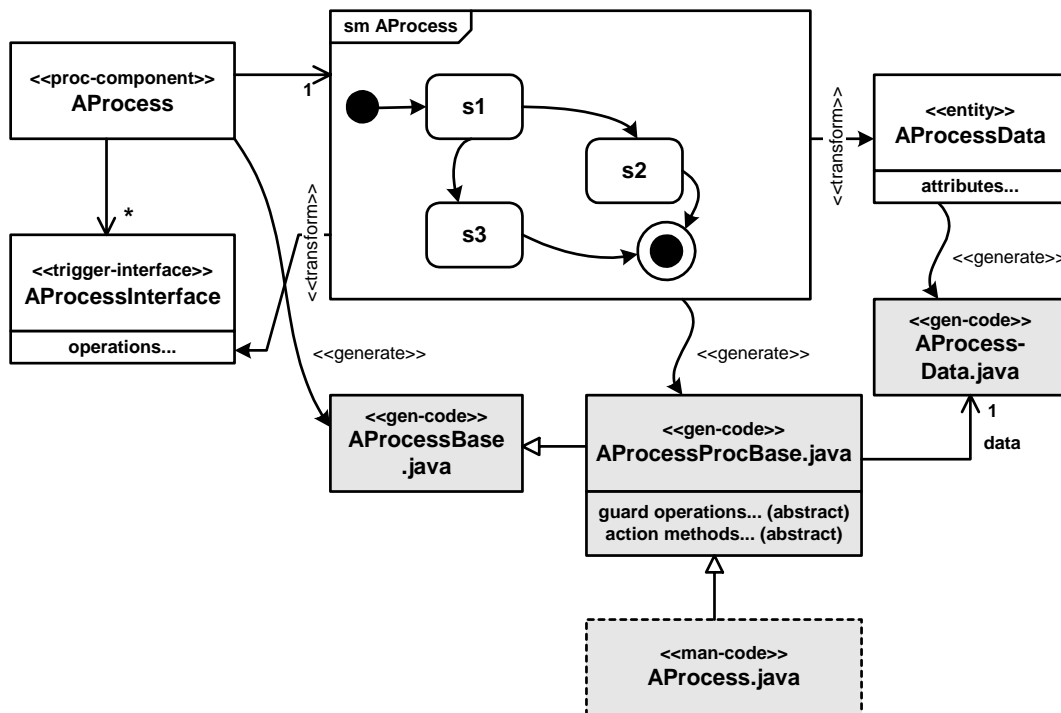 sm AProcess
<<proc-component>>
AProcess
1
s1
s2
s3
<<transform>>
<<entity>>
AProcessData
attributes...
*
<<trigger-interface>>
AProcessInterface
operations...
<<transform>>
<<generate>>
<<generate>>
<<generate>>
<<gen-code>>
AProcess-
Data.java
<<gen-code>>
AProcessBase
.java
<<gen-code>>
AProcessProcBase.java
guard operations... (abstract)
action methods... (abstract)
1
data
<<man-code>>
AProcess.java